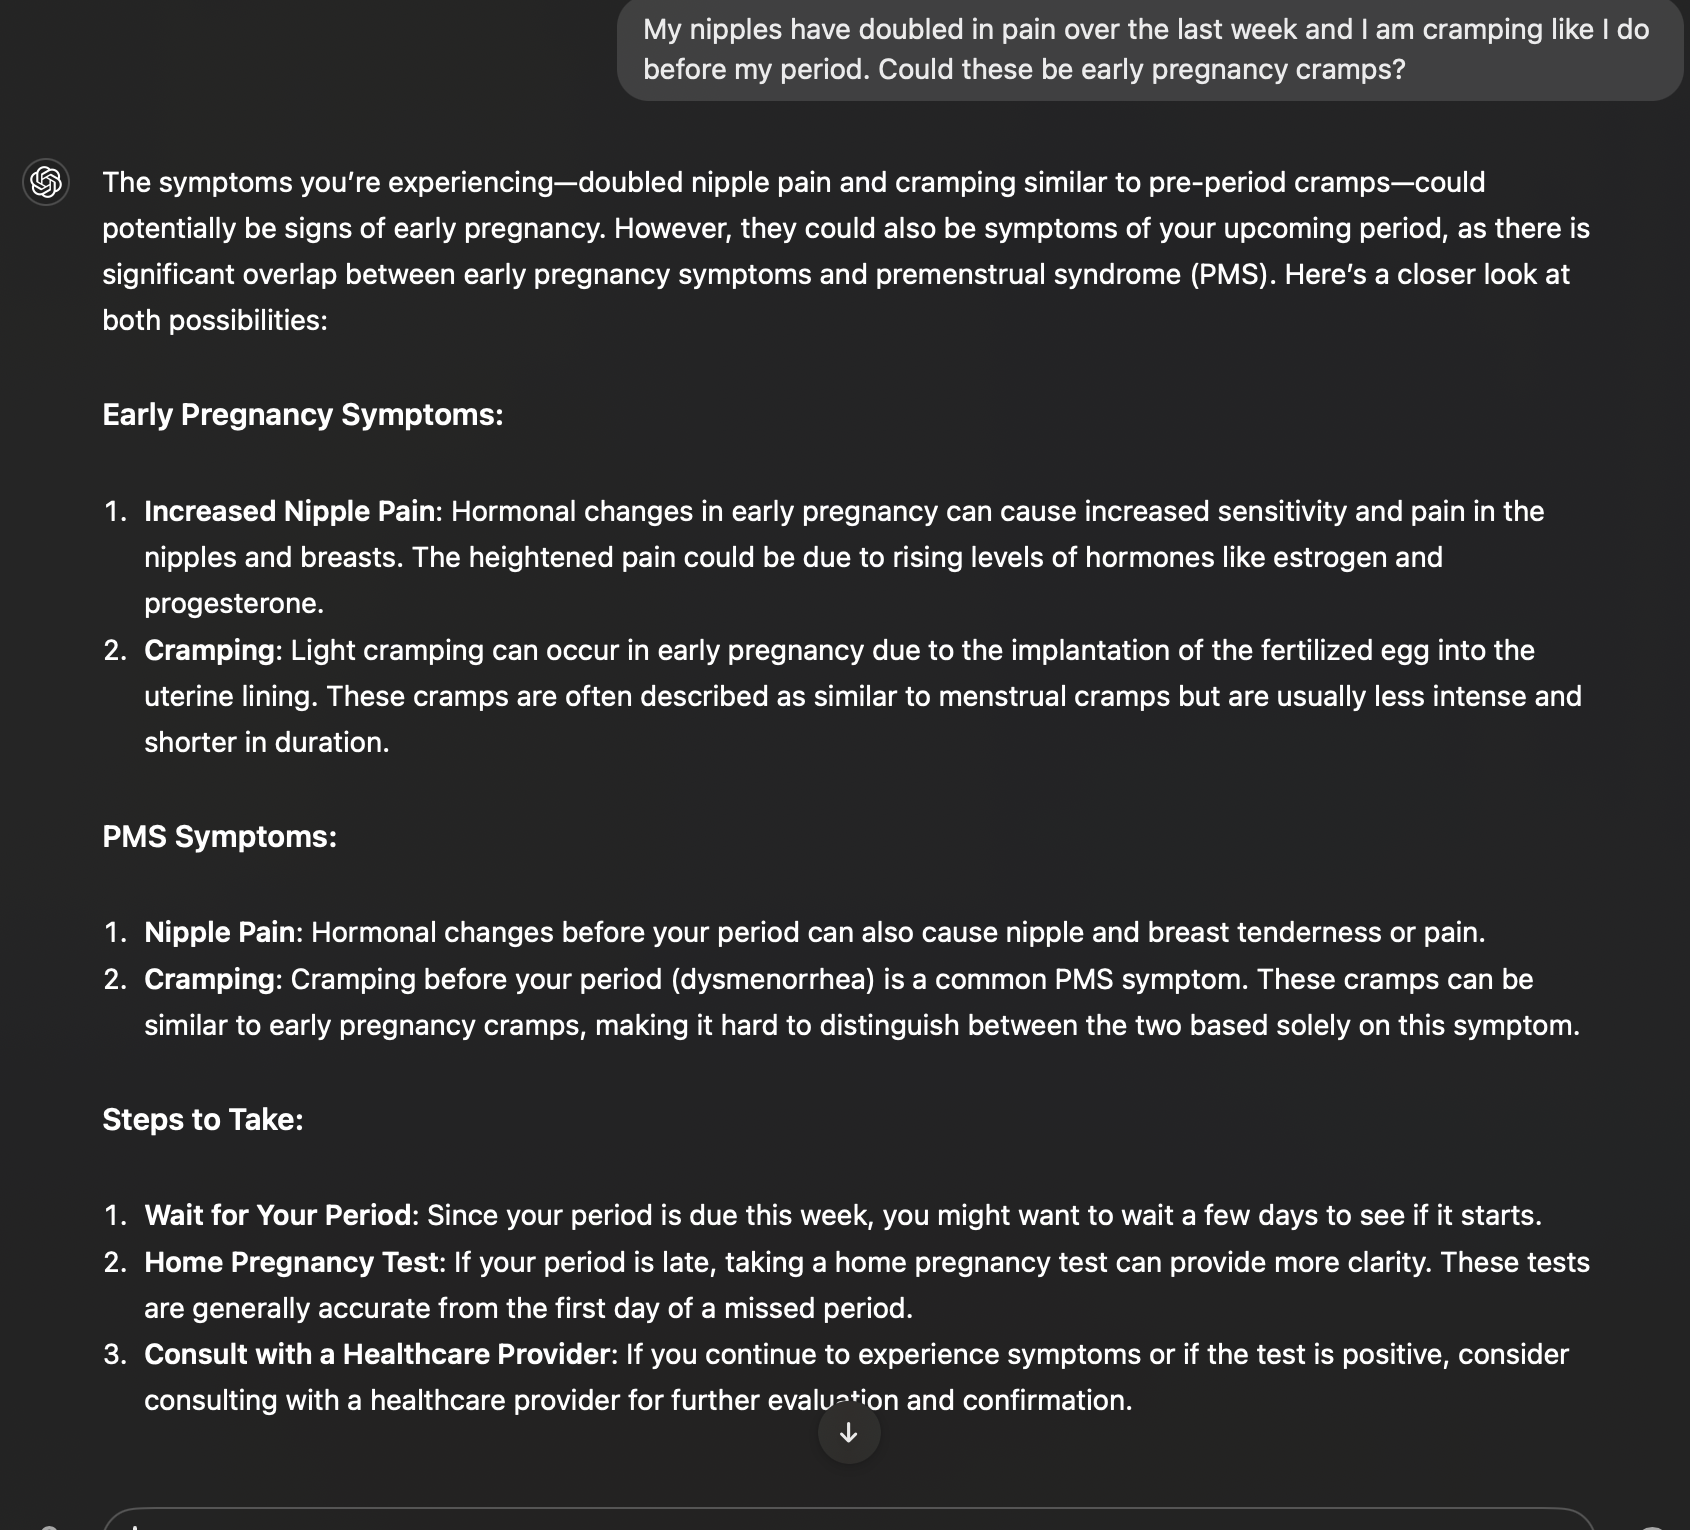 My nipples have doubled in pain over the last week and I am cramping like I do
before my period. Could these be early pregnancy cramps?
The symptoms you’re experiencing—doubled nipple pain and cramping similar to pre-period cramps—could
potentially be signs of early pregnancy. However, they could also be symptoms of your upcoming period, as there is
significant overlap between early pregnancy symptoms and premenstrual syndrome (PMS). Here’s a closer look at
both possibilities:
Early Pregnancy Symptoms:
1. Increased Nipple Pain: Hormonal changes in early pregnancy can cause increased sensitivity and pain in the
nipples and breasts. The heightened pain could be due to rising levels of hormones like estrogen and
progesterone.
2. Cramping: Light cramping can occur in early pregnancy due to the implantation of the fertilized egg into the
uterine lining. These cramps are often described as similar to menstrual cramps but are usually less intense and
shorter in duration.
PMS Symptoms:
1. Nipple Pain: Hormonal changes before your period can also cause nipple and breast tenderness or pain.
2. Cramping: Cramping before your period (dysmenorrhea) is a common PMS symptom. These cramps can be
similar to early pregnancy cramps, making it hard to distinguish between the two based solely on this symptom.
Steps to Take:
1. Wait for Your Period: Since your period is due this week, you might want to wait a few days to see if it starts.
2. Home Pregnancy Test: If your period is late, taking a home pregnancy test can provide more clarity. These tests
are generally accurate from the first day of a missed period.
3. Consult with a Healthcare Provider: If you continue to experience symptoms or if the test is positive, consider
consulting with a healthcare provider for further evaluation and confirmation.